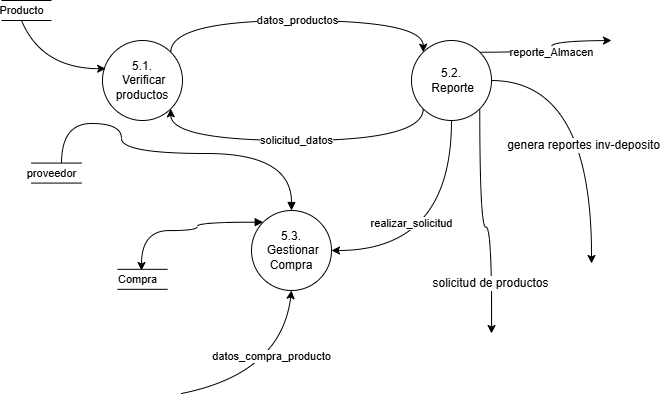 Producto
datos_productos
5.1.
Verificar
productos
5.2.
Reporte
reporte_Almacen
solicitud_datos
genera reportes inv-deposito
proveedor
realizar_solicitud
5.3.
Gestionar
Compra
Compra
solicitud de productos
datos_compra_producto